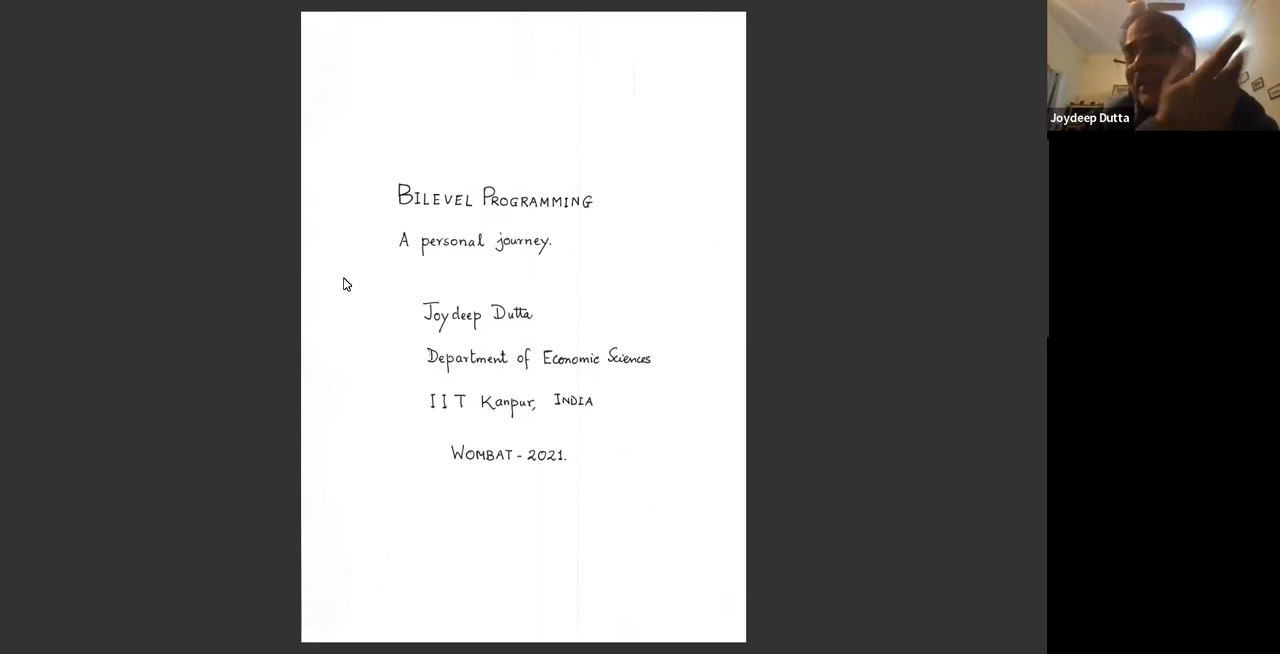 BILEVEL PROGRAMMING
A personal journey.
Joydeep Dutta
Department of Economic Sciences
IIT Kanpur, INDIA
WOMBAT - 2021.
Joydeep Dutta